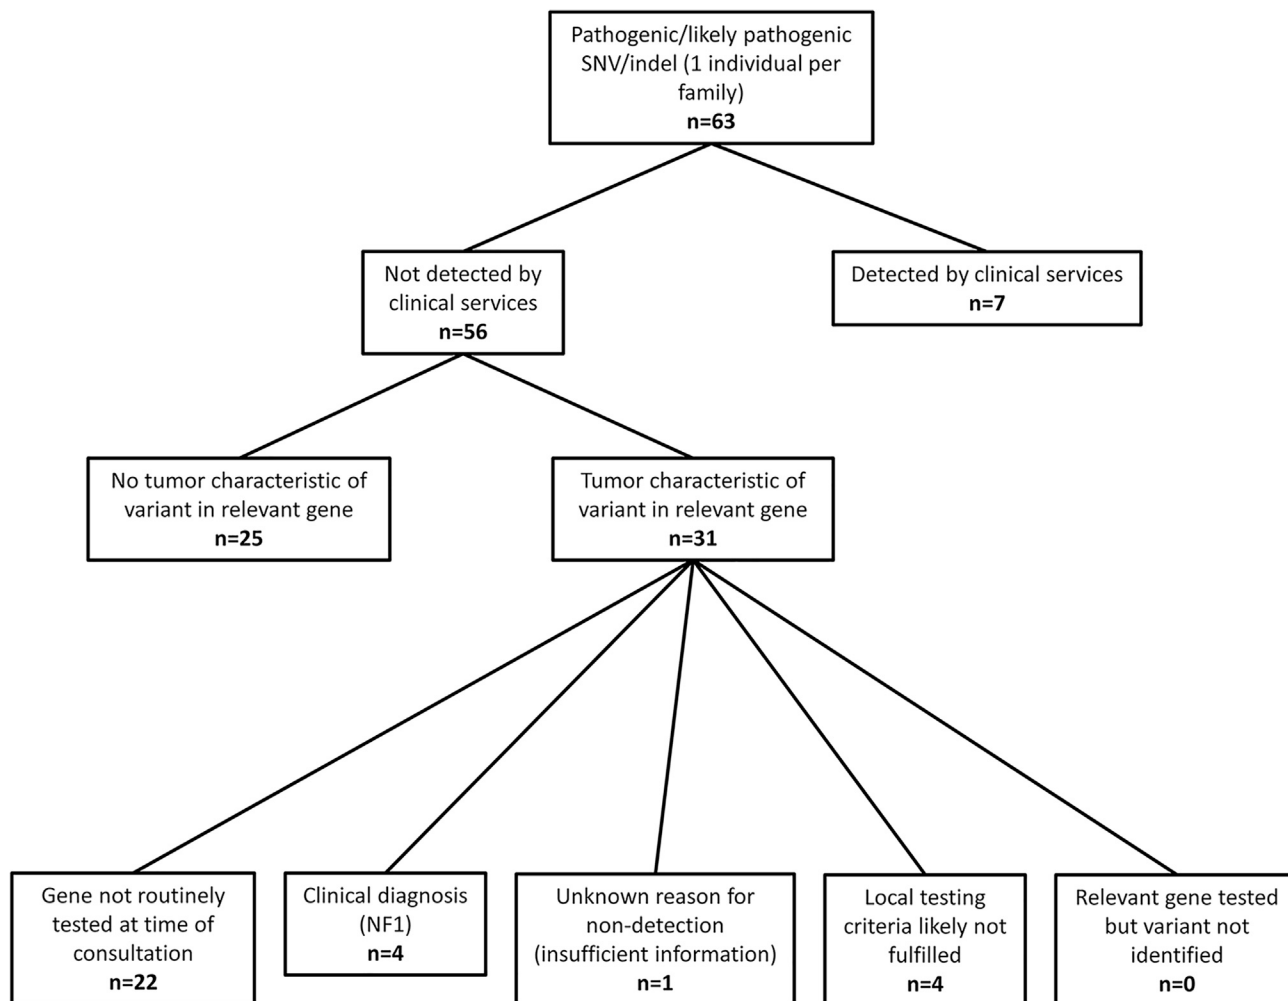 Pathogenic/likely pathogenic
SNV/indel (1 individual per
family)
n=63
Not detected by
clinical services
n=56
Detected by clinical services
n=7
No tumor characteristic of
variant in relevant gene
n=25
Tumor characteristic of
variant in relevant gene
n=31
Gene not routinely
tested at time of
consultation
n=22
Clinical diagnosis
(NF1)
n=4
Unknown reason for
non-detection
(insufficient information)
n=1
Local testing
criteria likely not
fulfilled
n=4
Relevant gene tested
but variant not
identified
n=0